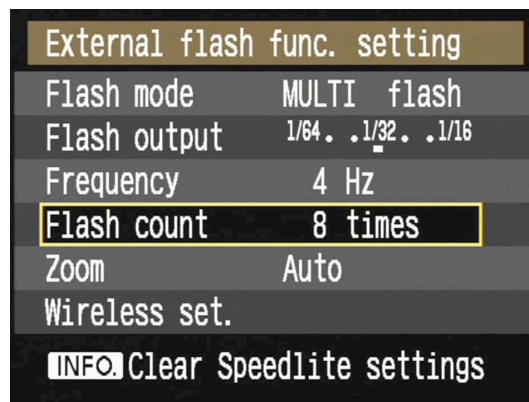 External flash func. setting
Flash mode MULTI flash
Flash output 1/64. .1/32. .1/16
Frequency 4 Hz
Flash count 8 times
Zoom Auto
Wireless set.
INFO. Clear Speedlite settings